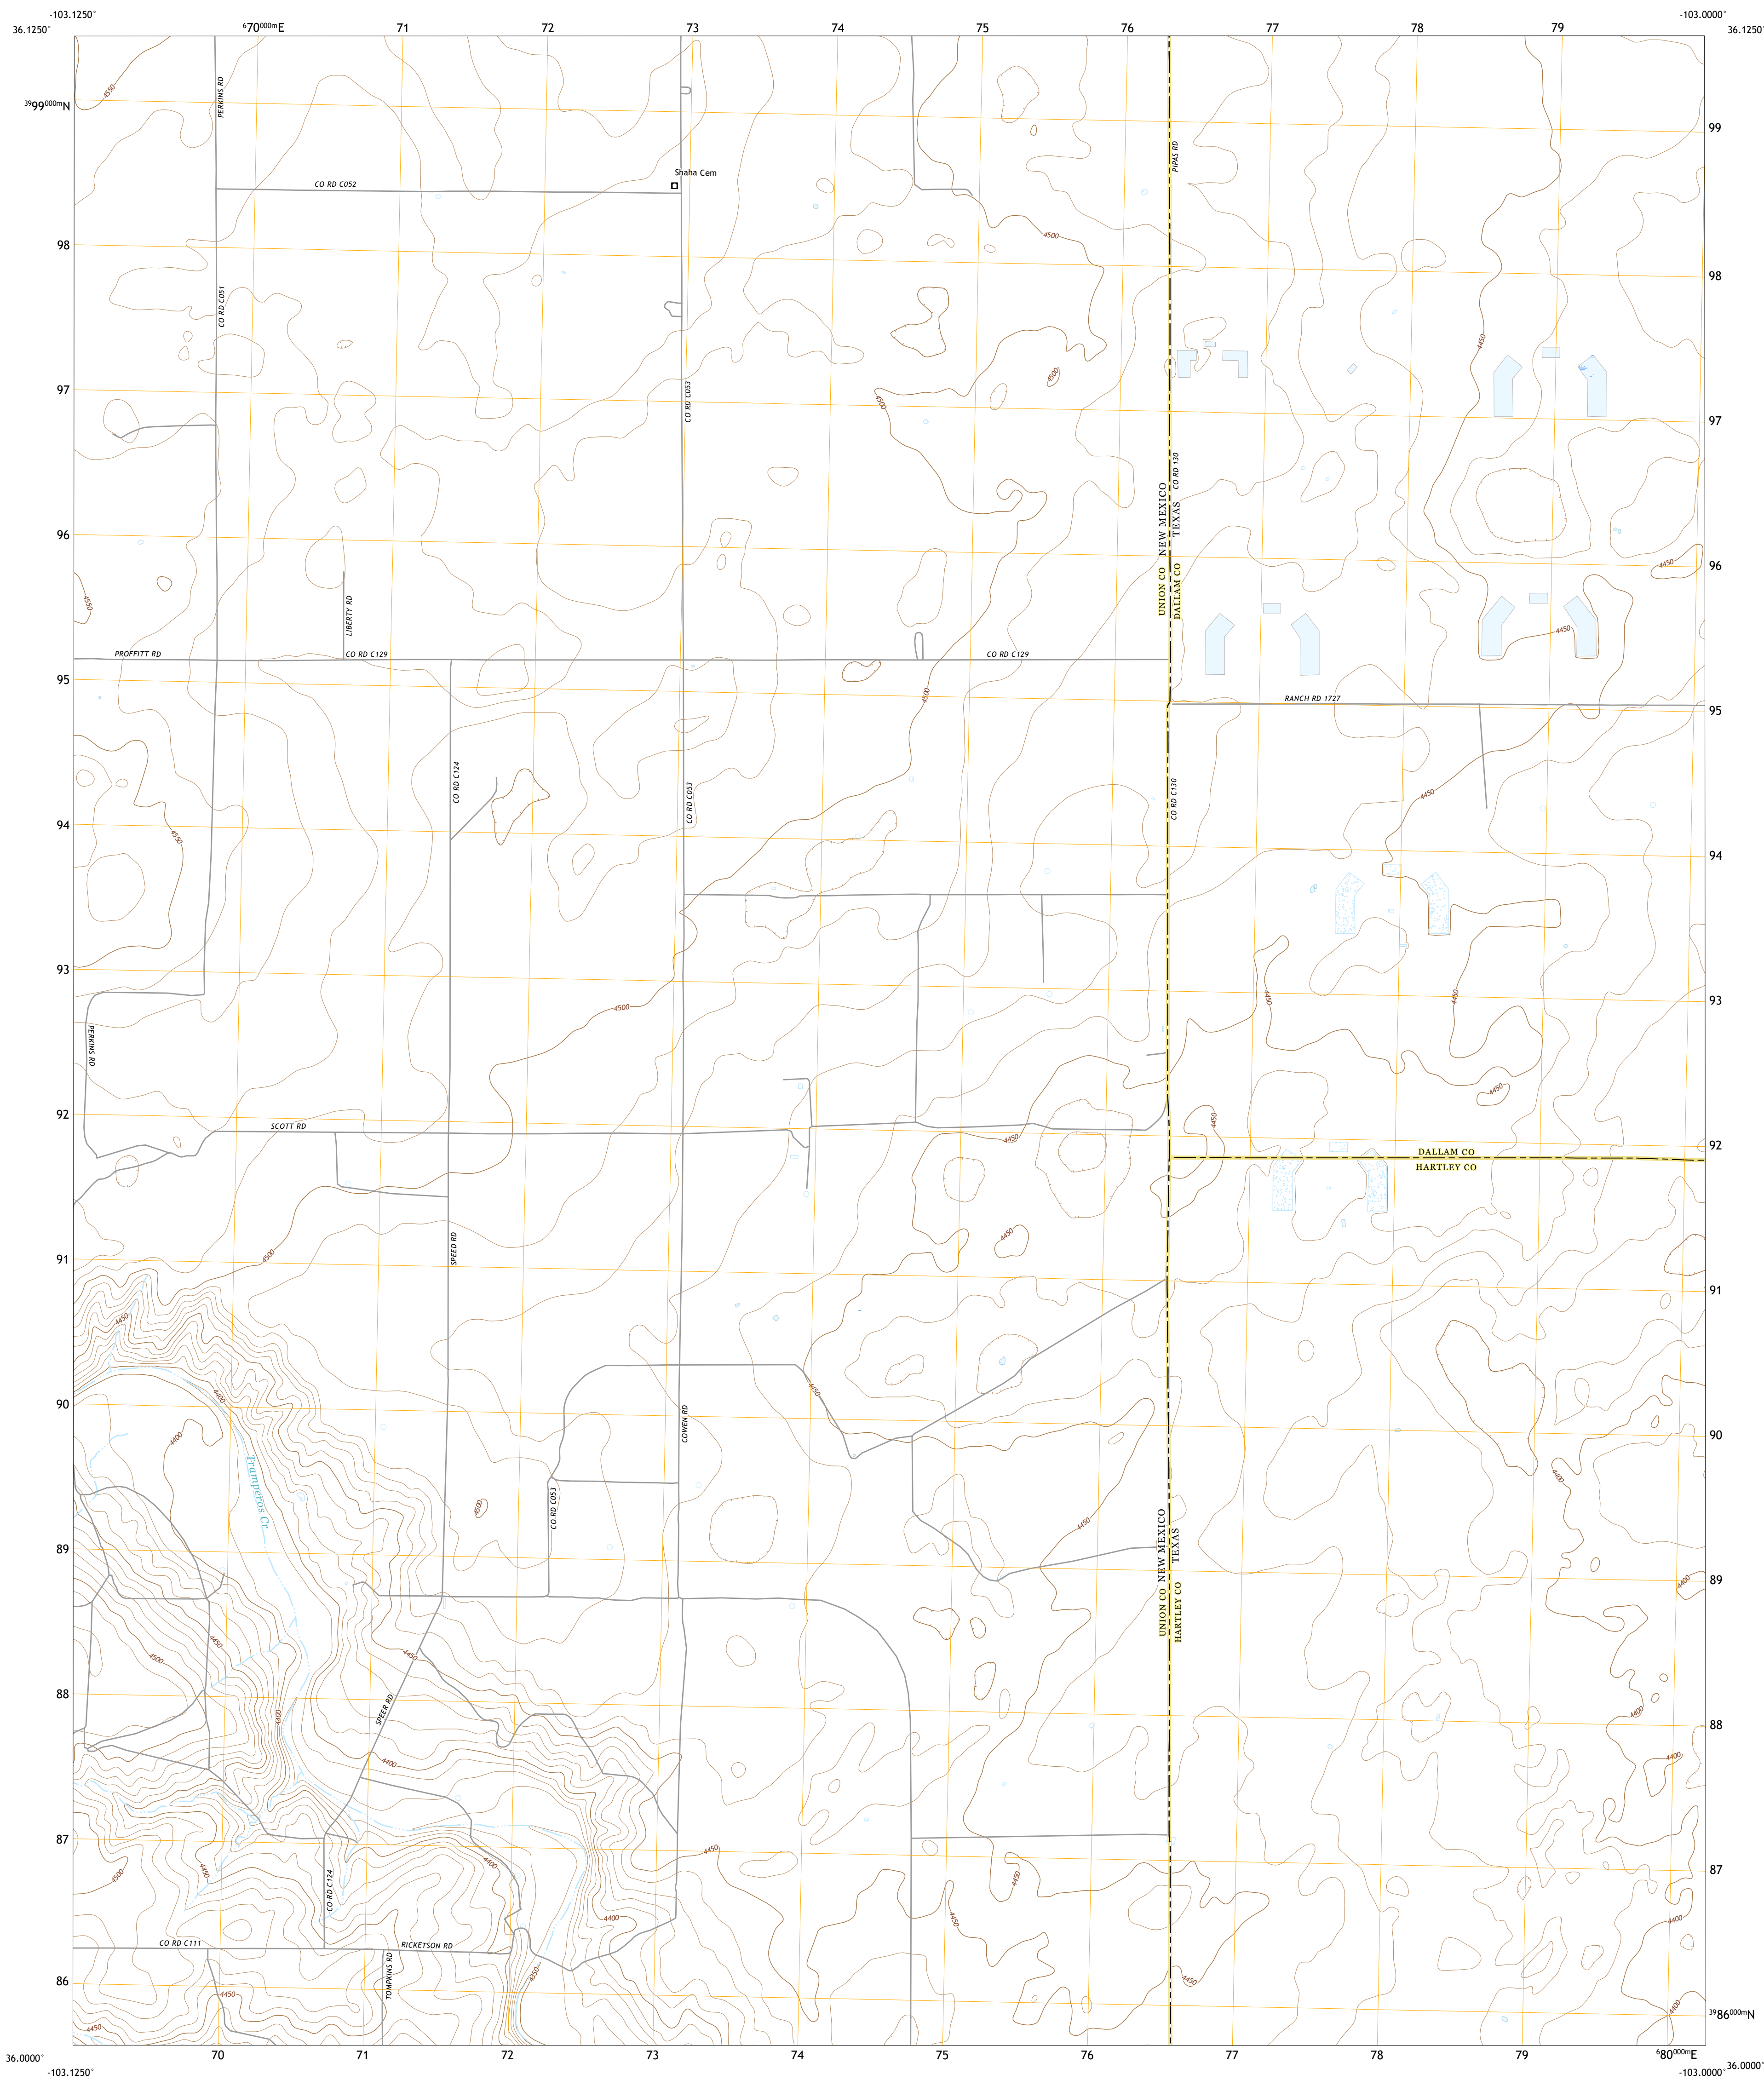 -103.1250°
-103.0000°
36.1250°
⁶70⁰⁰⁰ᵐE
71
72
73
74
75
76
77
78
79
36.1250°
4550
PERKINS RD
³⁹99⁰⁰⁰ᵐN
99
PIPAS RD
Shaha Cem
CO RD C052
4500
98
98
CO RD C051
4450
4500
97
CO RD C053
4500
97
CO RD 130
NEW MEXICO
TEXAS
96
4450
96
UNION CO
DALLAM CO
4550
LIBERTY RD
4450
PROFFITT RD
CO RD C129
CO RD C129
95
4500
RANCH RD 1727
95
CO RD C124
CO RD C053
CO RD C130
4450
94
4550
94
93
4450
4450
93
4500
PERKINS RD
4450
92
SCOTT RD
4450
4450
92
DALLAM CO
HARTLEY CO
4500
SPEED RD
4450
91
91
4450
4450
4400
90
COWEN RD
90
4400
Tramperos Cr
4400
4500
CO RD C053
4450
NEW MEXICO
TEXAS
89
89
4400
UNION CO
HARTLEY CO
4450
4500
4450
88
SPEER RD
4400
4400
88
4400
4400
87
4450
4450
4400
4500
4450
87
CO RD C124
4400
4450
4400
CO RD C111
RICKETSON RD
TOMPKINS RD
4350
4450
86
4450
4450
4400
³⁹86⁰⁰⁰ᵐN
36.0000°
70
71
72
73
74
75
76
77
78
79
⁶80⁰⁰⁰ᵐE
36.0000°
-103.1250°
-103.0000°